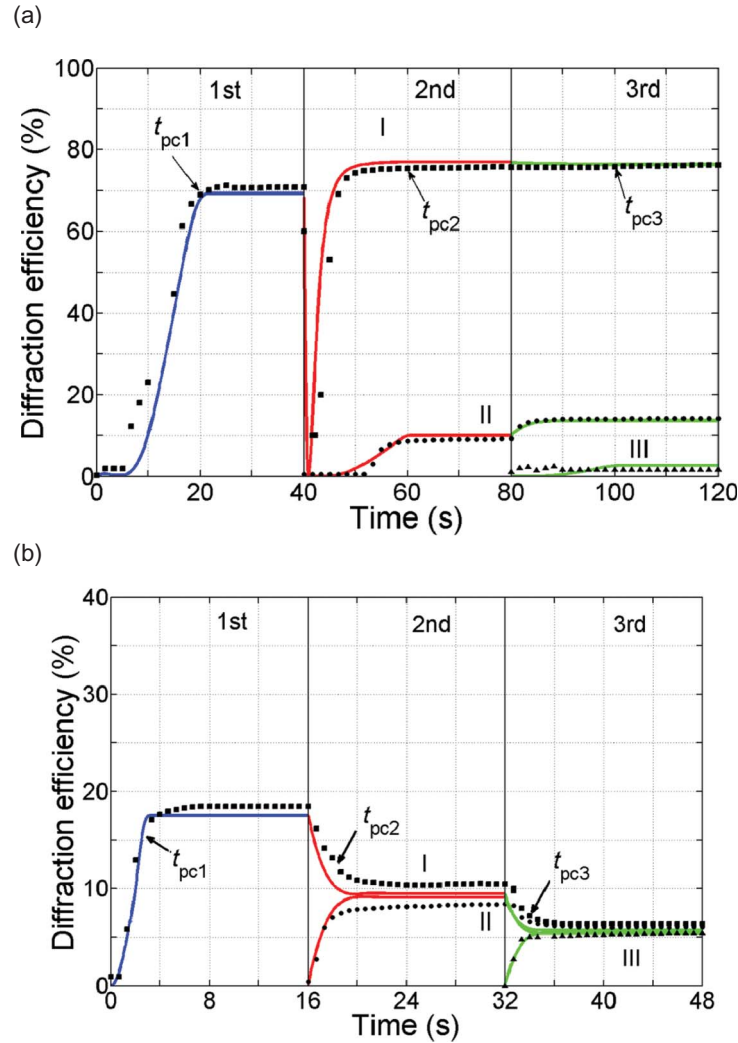 (a)
Diffraction efficiency (%)
100
80
60
40
20
0
1st
2nd
3rd
tpc1
I
tpc2
tpc3
II
III
0 20 40 60 80 100 120
Time (s)
(b)
Diffraction efficiency (%)
40
30
20
10
0
1st
2nd
3rd
tpc1
tpc2
I
II
tpc3
III
0 8 16 24 32 40 48
Time (s)